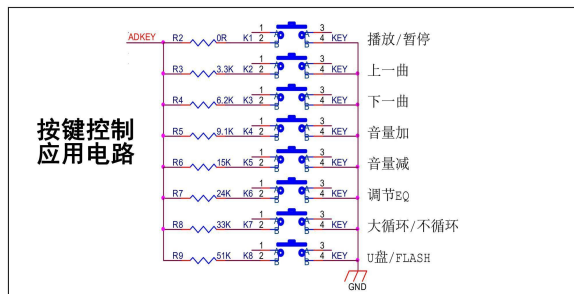 ADKEY R2 0R K1 1 2 A B A B 3 4 KEY 播放/暂停
R3 3.3K K2 1 2 A B A B 3 4 KEY 上一曲
R4 6.2K K3 1 2 A B A B 3 4 KEY 下一曲
按键控制
应用电路
R5 9.1K K4 1 2 A B A B 3 4 KEY 音量加
R6 15K K5 1 2 A B A B 3 4 KEY 音量减
R7 24K K6 1 2 A B A B 3 4 KEY 调节EQ
R8 33K K7 1 2 A B A B 3 4 KEY 大循环/不循环
R9 51K K8 1 2 A B A B 3 4 KEY U盘/FLASH
GND